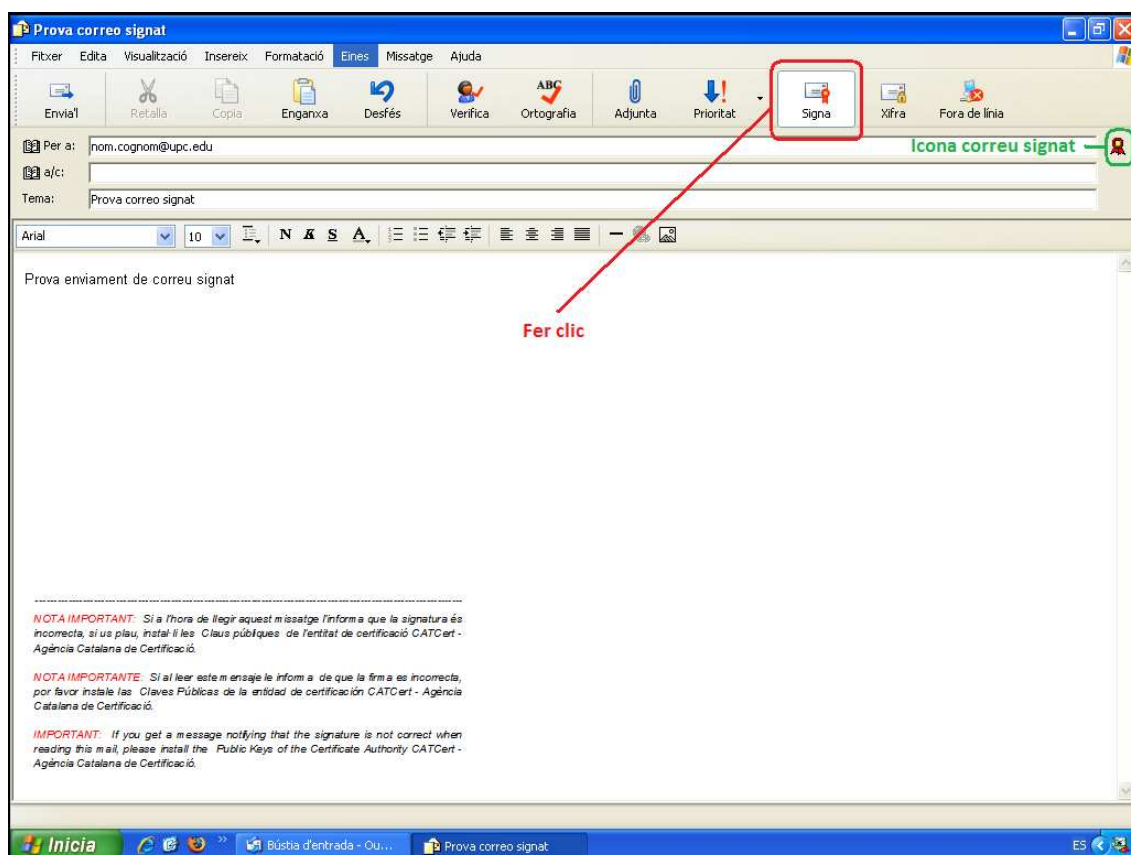 Prova correo signat
Fitxer Edita Visualització Insereix Formatació Eines Missatge Ajuda
Envia'l Retalla Copia Enganxa Desfés Verifica Ortografia Adjunta Prioritat Signa Xifra Fora de línia
Per a: nom.cognom@upc.edu Icona correu signat
a/c:
Tema: Prova correo signat
Arial 10 N K S A
Prova enviament de correu signat
Fer clic
NOTA IMPORTANT: Si a l'hora de llegir aquest missatge l'informa que la signatura és
incorrecta, si us plau, instal·li les Claus públiques de l'entitat de certificació CATCert -
Agència Catalana de Certificació.
NOTA IMPORTANTE: Si al leer este mensaje le informa de que la firma es incorrecta,
por favor instale las Claves Públicas de la entidad de certificación CATCert - Agència
Catalana de Certificació.
IMPORTANT: If you get a message notifying that the signature is not correct when
reading this mail, please install the Public Keys of the Certificate Authority CATCert -
Agència Catalana de Certificació.
Inicia Bústia d'entrada - Ou... Prova correo signat ES